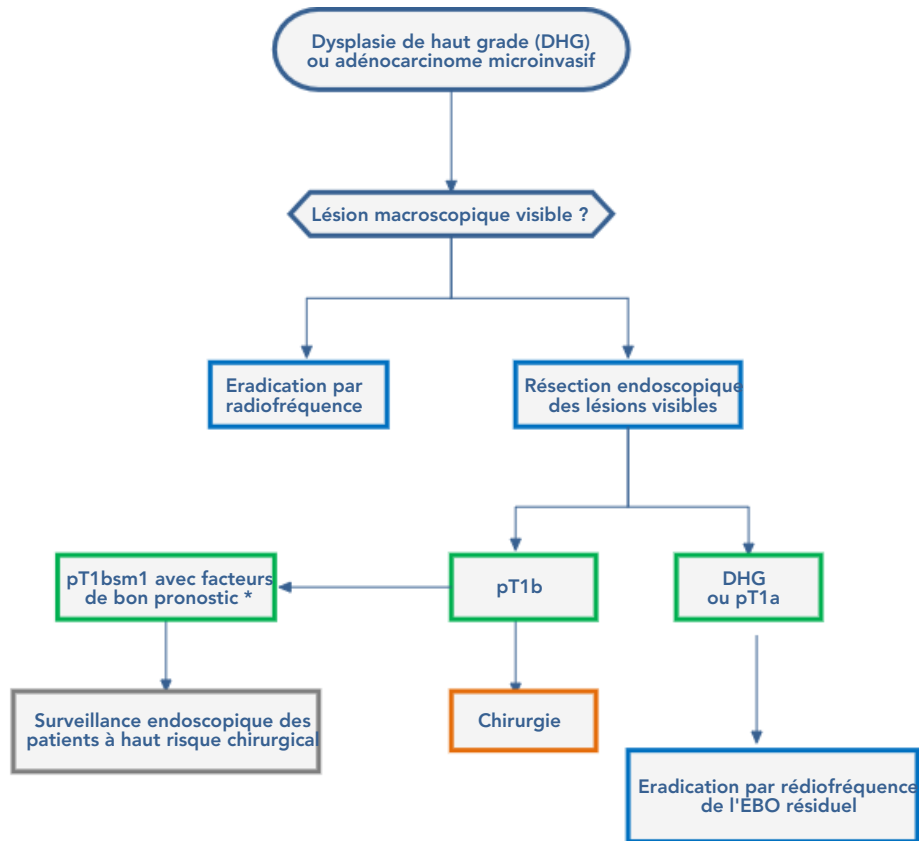 Dysplasie de haut grade (DHG)
ou adénocarcinome microinvasif
Lésion macroscopique visible ?
Eradication par
radiofréquence
Résection endoscopique
des lésions visibles
pT1bsm1 avec facteurs
de bon pronostic *
pT1b
DHG
ou pT1a
Surveillance endoscopique des
patients à haut risque chirurgical
Chirurgie
Eradication par rédiofréquence
de l'EBO résiduel